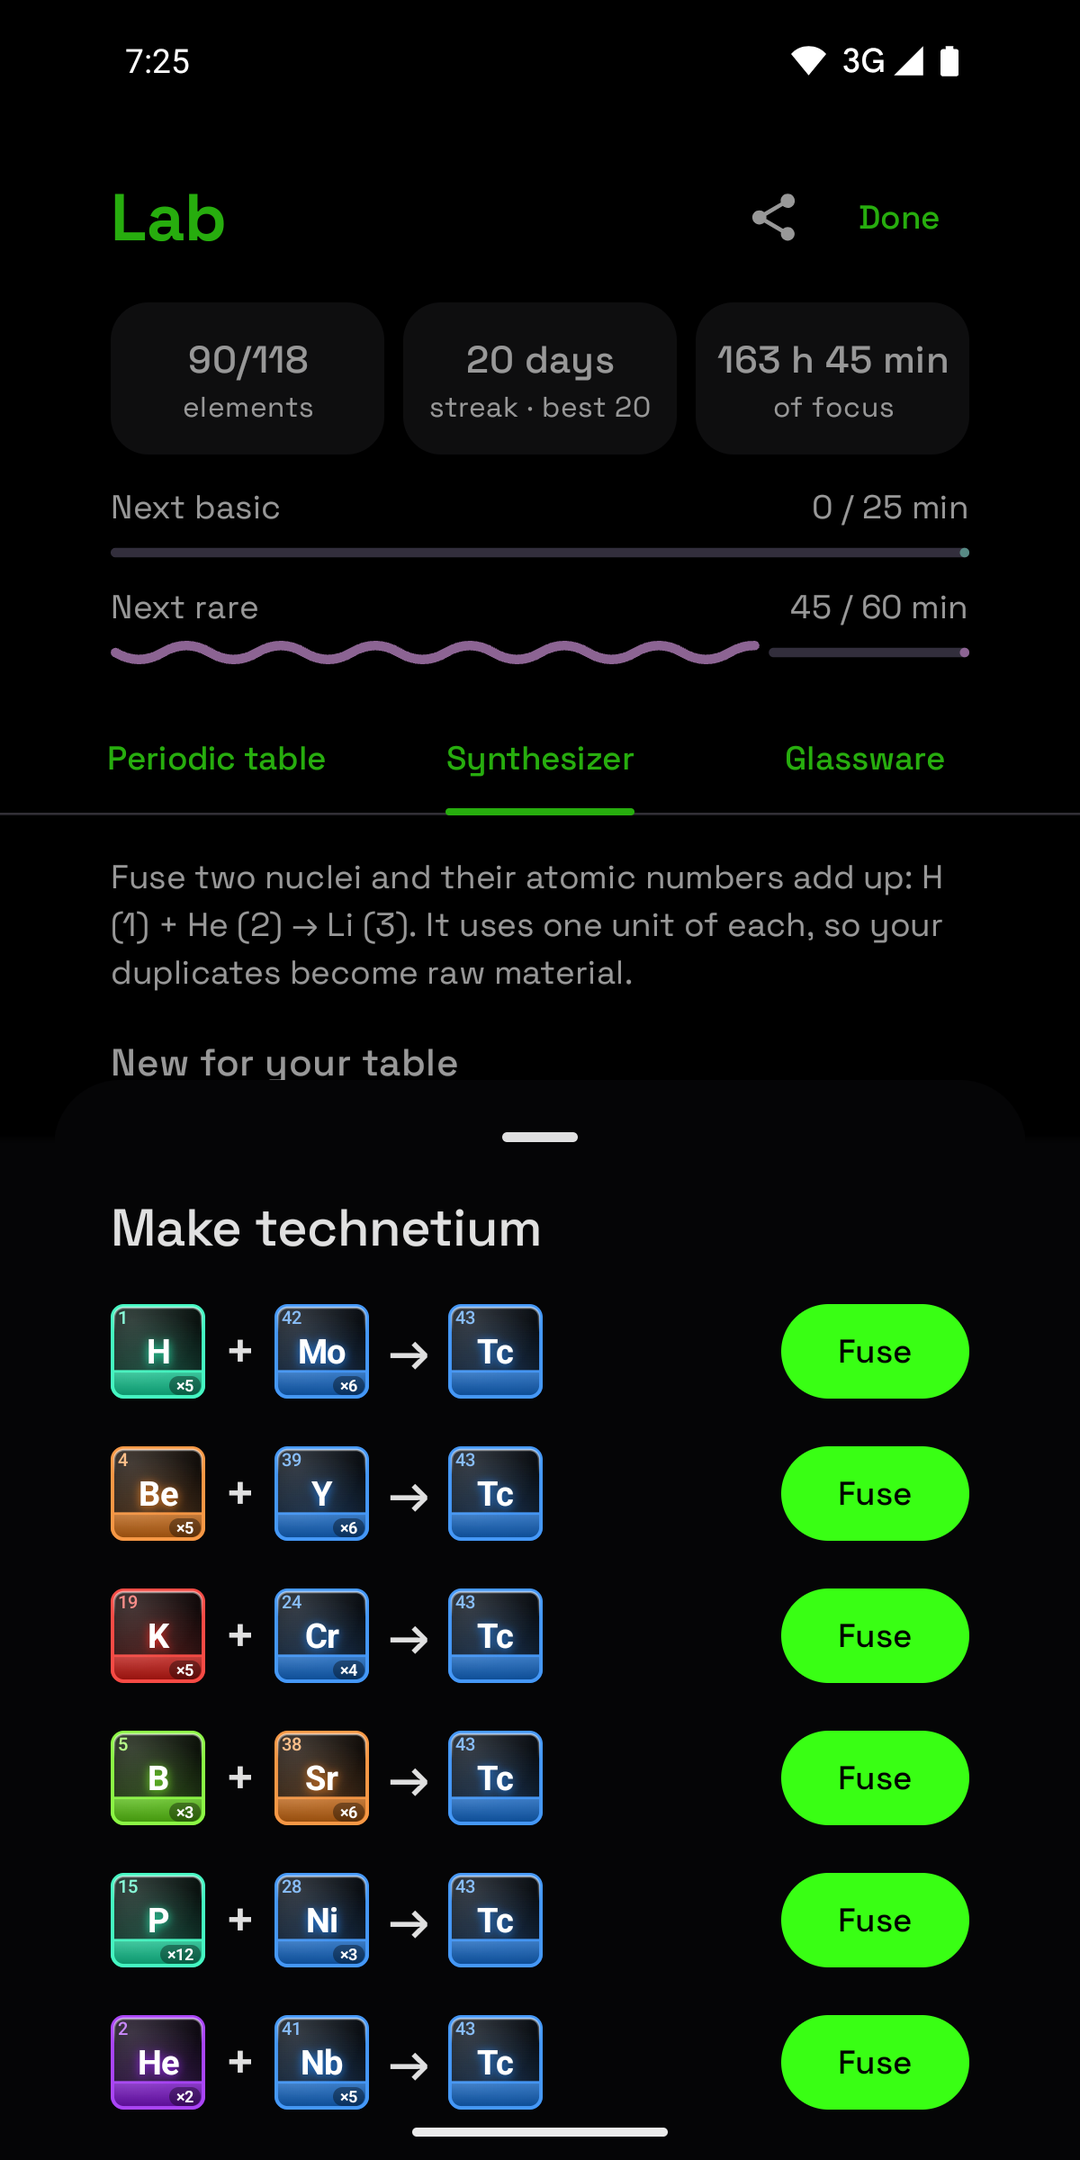 7:25
3G
Lab
Done
90/118
elements
20 days
streak · best 20
163 h 45 min
of focus
Next basic
0 / 25 min
Next rare
45 / 60 min
Periodic table
Synthesizer
Glassware
Fuse two nuclei and their atomic numbers add up: H
(1) + He (2) → Li (3). It uses one unit of each, so your
duplicates become raw material.
New for your table
Make technetium
1 H ×5 + 42 Mo ×6 → 43 Tc Fuse
4 Be ×5 + 39 Y ×6 → 43 Tc Fuse
19 K ×5 + 24 Cr ×4 → 43 Tc Fuse
5 B ×3 + 38 Sr ×6 → 43 Tc Fuse
15 P ×12 + 28 Ni ×3 → 43 Tc Fuse
2 He ×2 + 41 Nb ×5 → 43 Tc Fuse